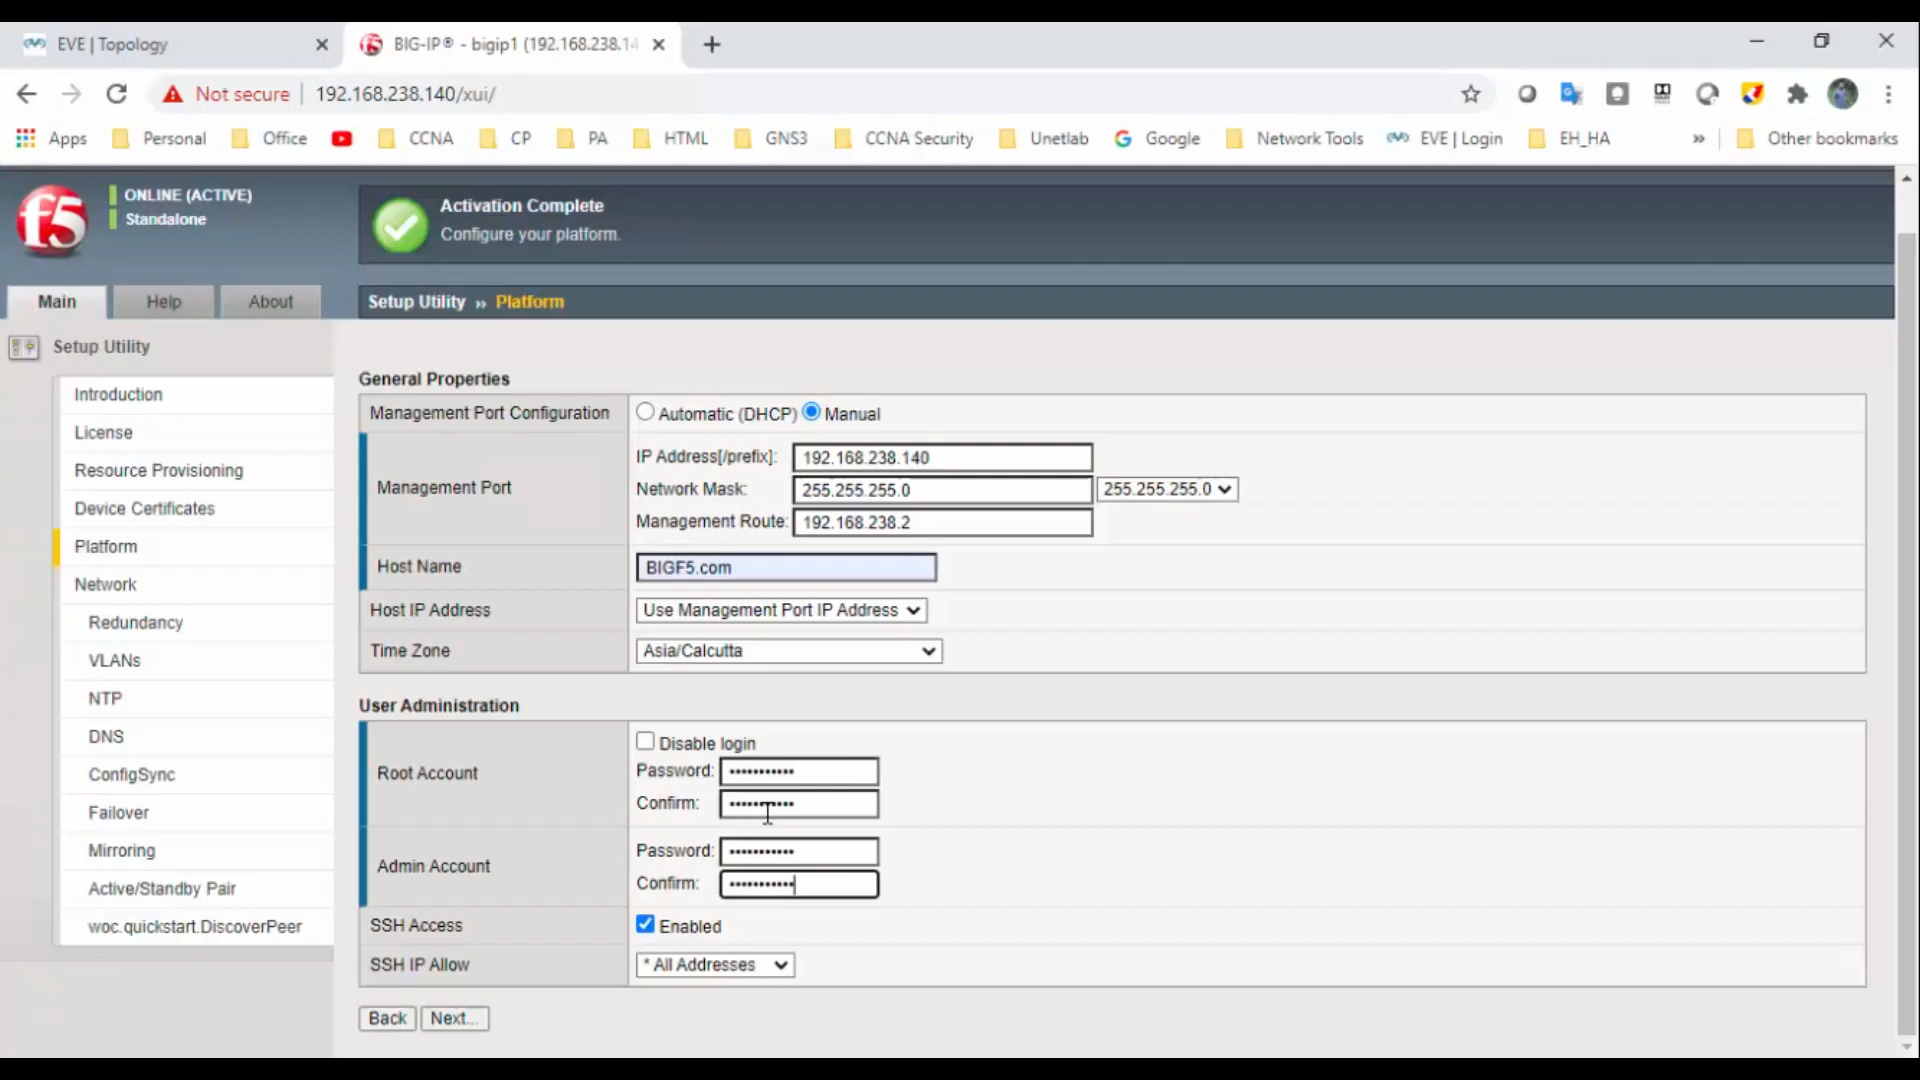 EVE | Topology
BIG-IP® - bigip1 (192.168.238.14
Not secure
192.168.238.140/xui/
Apps
Personal
Office
CCNA
CP
PA
HTML
GNS3
CCNA Security
Unetlab
Google
Network Tools
EVE | Login
EH_HA
»
Other bookmarks
f5
ONLINE (ACTIVE)
Standalone
Activation Complete
Configure your platform.
Main
Help
About
Setup Utility » Platform
Setup Utility
Introduction
License
Resource Provisioning
Device Certificates
Platform
Network
Redundancy
VLANs
NTP
DNS
ConfigSync
Failover
Mirroring
Active/Standby Pair
woc.quickstart.DiscoverPeer
General Properties
Management Port Configuration
Automatic (DHCP) Manual
Management Port
IP Address[/prefix]: 192.168.238.140
Network Mask: 255.255.255.0 255.255.255.0
Management Route: 192.168.238.2
Host Name
BIGF5.com
Host IP Address
Use Management Port IP Address
Time Zone
Asia/Calcutta
User Administration
Root Account
Disable login
Password: •••••••••••
Confirm: •••••••••••
Admin Account
Password: •••••••••••
Confirm: •••••••••••
SSH Access
Enabled
SSH IP Allow
* All Addresses
Back
Next...